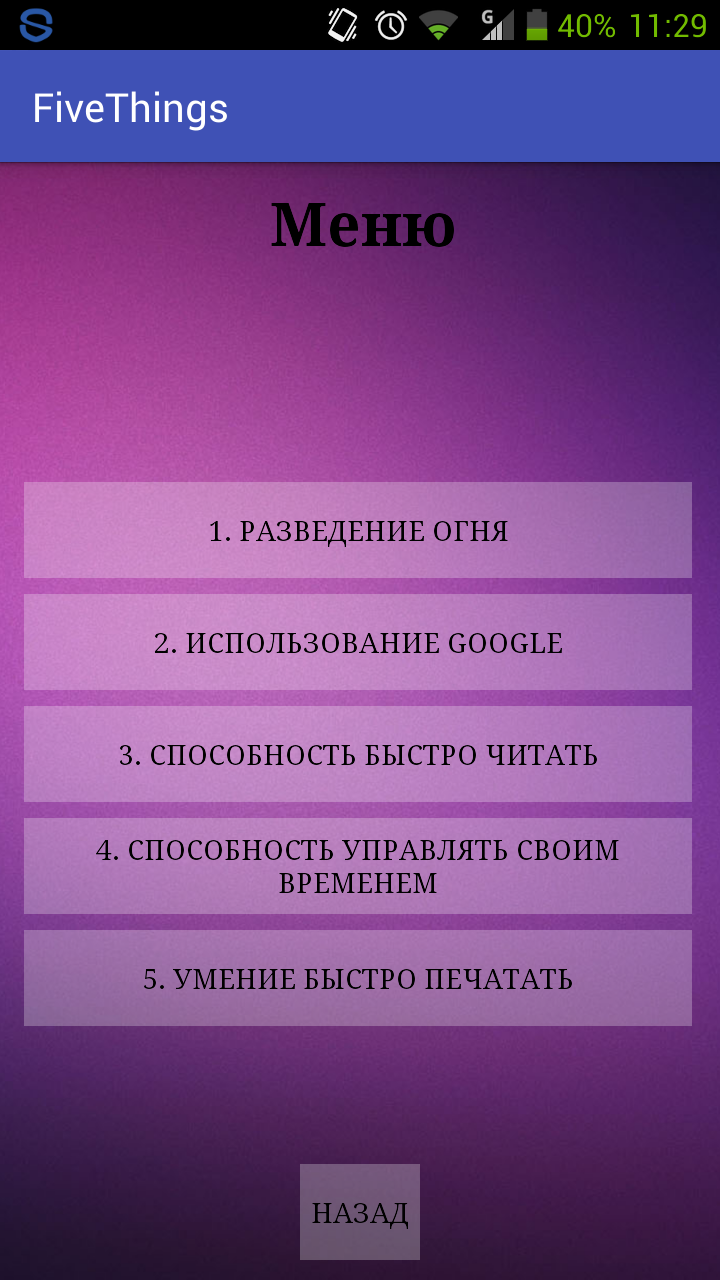 G 40% 11:29
FiveThings
Меню
1. РАЗВЕДЕНИЕ ОГНЯ
2. ИСПОЛЬЗОВАНИЕ GOOGLE
3. СПОСОБНОСТЬ БЫСТРО ЧИТАТЬ
4. СПОСОБНОСТЬ УПРАВЛЯТЬ СВОИМ
ВРЕМЕНЕМ
5. УМЕНИЕ БЫСТРО ПЕЧАТАТЬ
НАЗАД